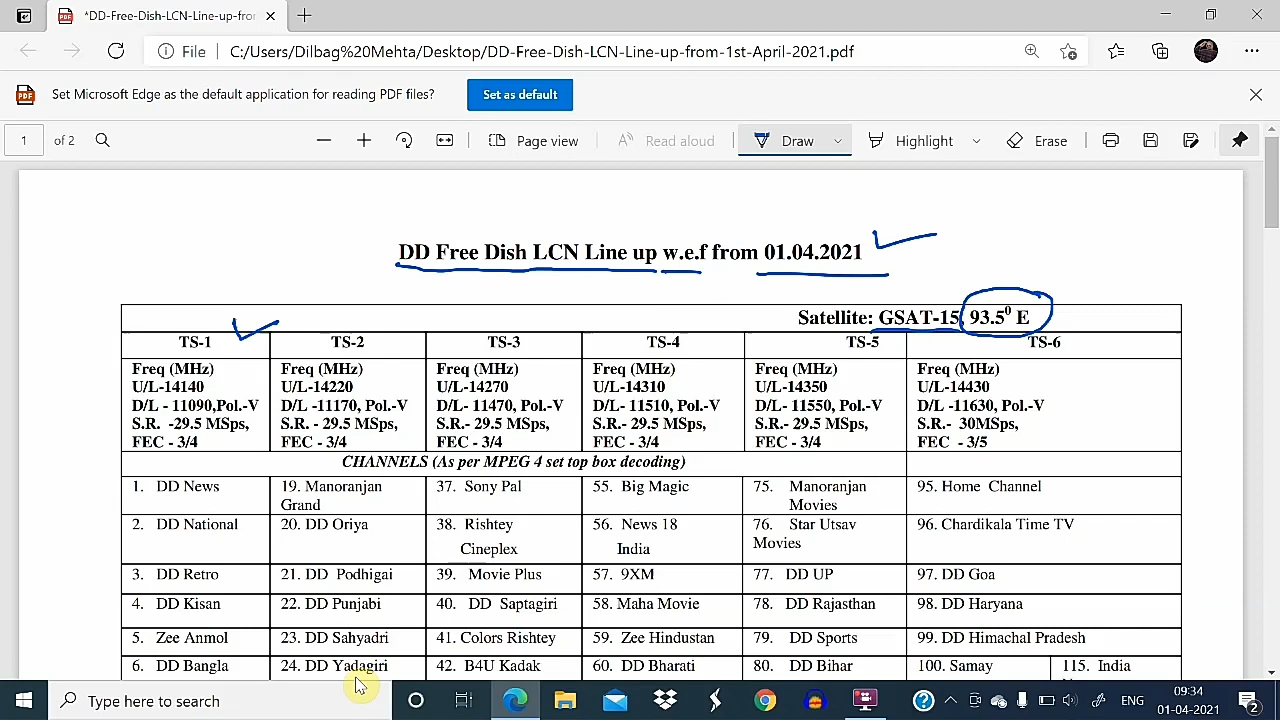 *DD-Free-Dish-LCN-Line-up-fror
File C:/Users/Dilbag%20Mehta/Desktop/DD-Free-Dish-LCN-Line-up-from-1st-April-2021.pdf
Set Microsoft Edge as the default application for reading PDF files? Set as default
1 of 2 Page view Read aloud Draw Highlight Erase
DD Free Dish LCN Line up w.e.f from 01.04.2021
Satellite: GSAT-15, 93.5⁰ E
TS-1 TS-2 TS-3 TS-4 TS-5 TS-6
Freq (MHz) Freq (MHz) Freq (MHz) Freq (MHz) Freq (MHz) Freq (MHz)
U/L-14140 U/L-14220 U/L-14270 U/L-14310 U/L-14350 U/L-14430
D/L - 11090,Pol.-V D/L -11170, Pol.-V D/L- 11470, Pol.-V D/L- 11510, Pol.-V D/L- 11550, Pol.-V D/L -11630, Pol.-V
S.R. -29.5 MSps, S.R. - 29.5 MSps, S.R.- 29.5 MSps, S.R.- 29.5 MSps, S.R.- 29.5 MSps, S.R.- 30MSps,
FEC - 3/4 FEC - 3/4 FEC - 3/4 FEC - 3/4 FEC - 3/4 FEC - 3/5
CHANNELS (As per MPEG 4 set top box decoding)
1. DD News 19. Manoranjan 37. Sony Pal 55. Big Magic 75. Manoranjan 95. Home Channel
Grand Movies
2. DD National 20. DD Oriya 38. Rishtey 56. News 18 76. Star Utsav 96. Chardikala Time TV
Cineplex India Movies
3. DD Retro 21. DD Podhigai 39. Movie Plus 57. 9XM 77. DD UP 97. DD Goa
4. DD Kisan 22. DD Punjabi 40. DD Saptagiri 58. Maha Movie 78. DD Rajasthan 98. DD Haryana
5. Zee Anmol 23. DD Sahyadri 41. Colors Rishtey 59. Zee Hindustan 79. DD Sports 99. DD Himachal Pradesh
6. DD Bangla 24. DD Yadagiri 42. B4U Kadak 60. DD Bharati 80. DD Bihar 100. Samay 115. India
Type here to search ENG 09:34
01-04-2021 2